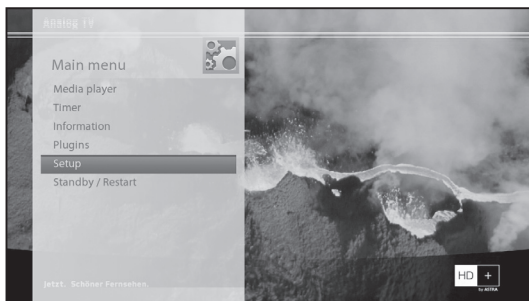 Analog TV
Main menu
Media player
Timer
Information
Plugins
Setup
Standby / Restart
Jetzt. Schöner Fernsehen.
HD +
by ASTRA